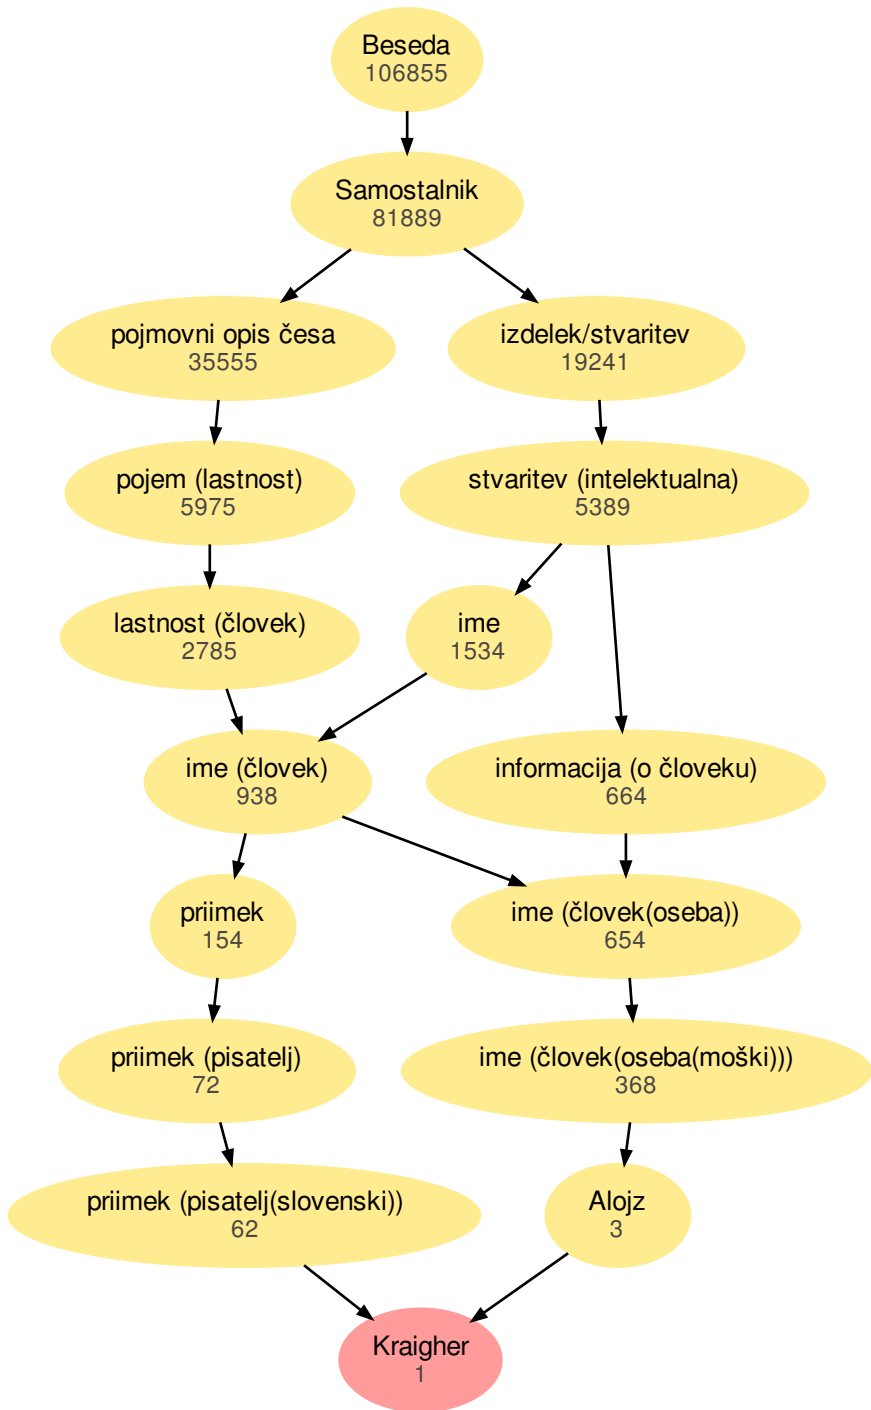 Beseda
106855
Samostalnik
81889
pojmovni opis česa
35555
izdelek/stvaritev
19241
pojem (lastnost)
5975
stvaritev (intelektualna)
5389
lastnost (človek)
2785
ime
1534
ime (človek)
938
informacija (o človeku)
664
priimek
154
ime (človek(oseba))
654
priimek (pisatelj)
72
ime (človek(oseba(moški)))
368
priimek (pisatelj(slovenski))
62
Alojz
3
Kraigher
1